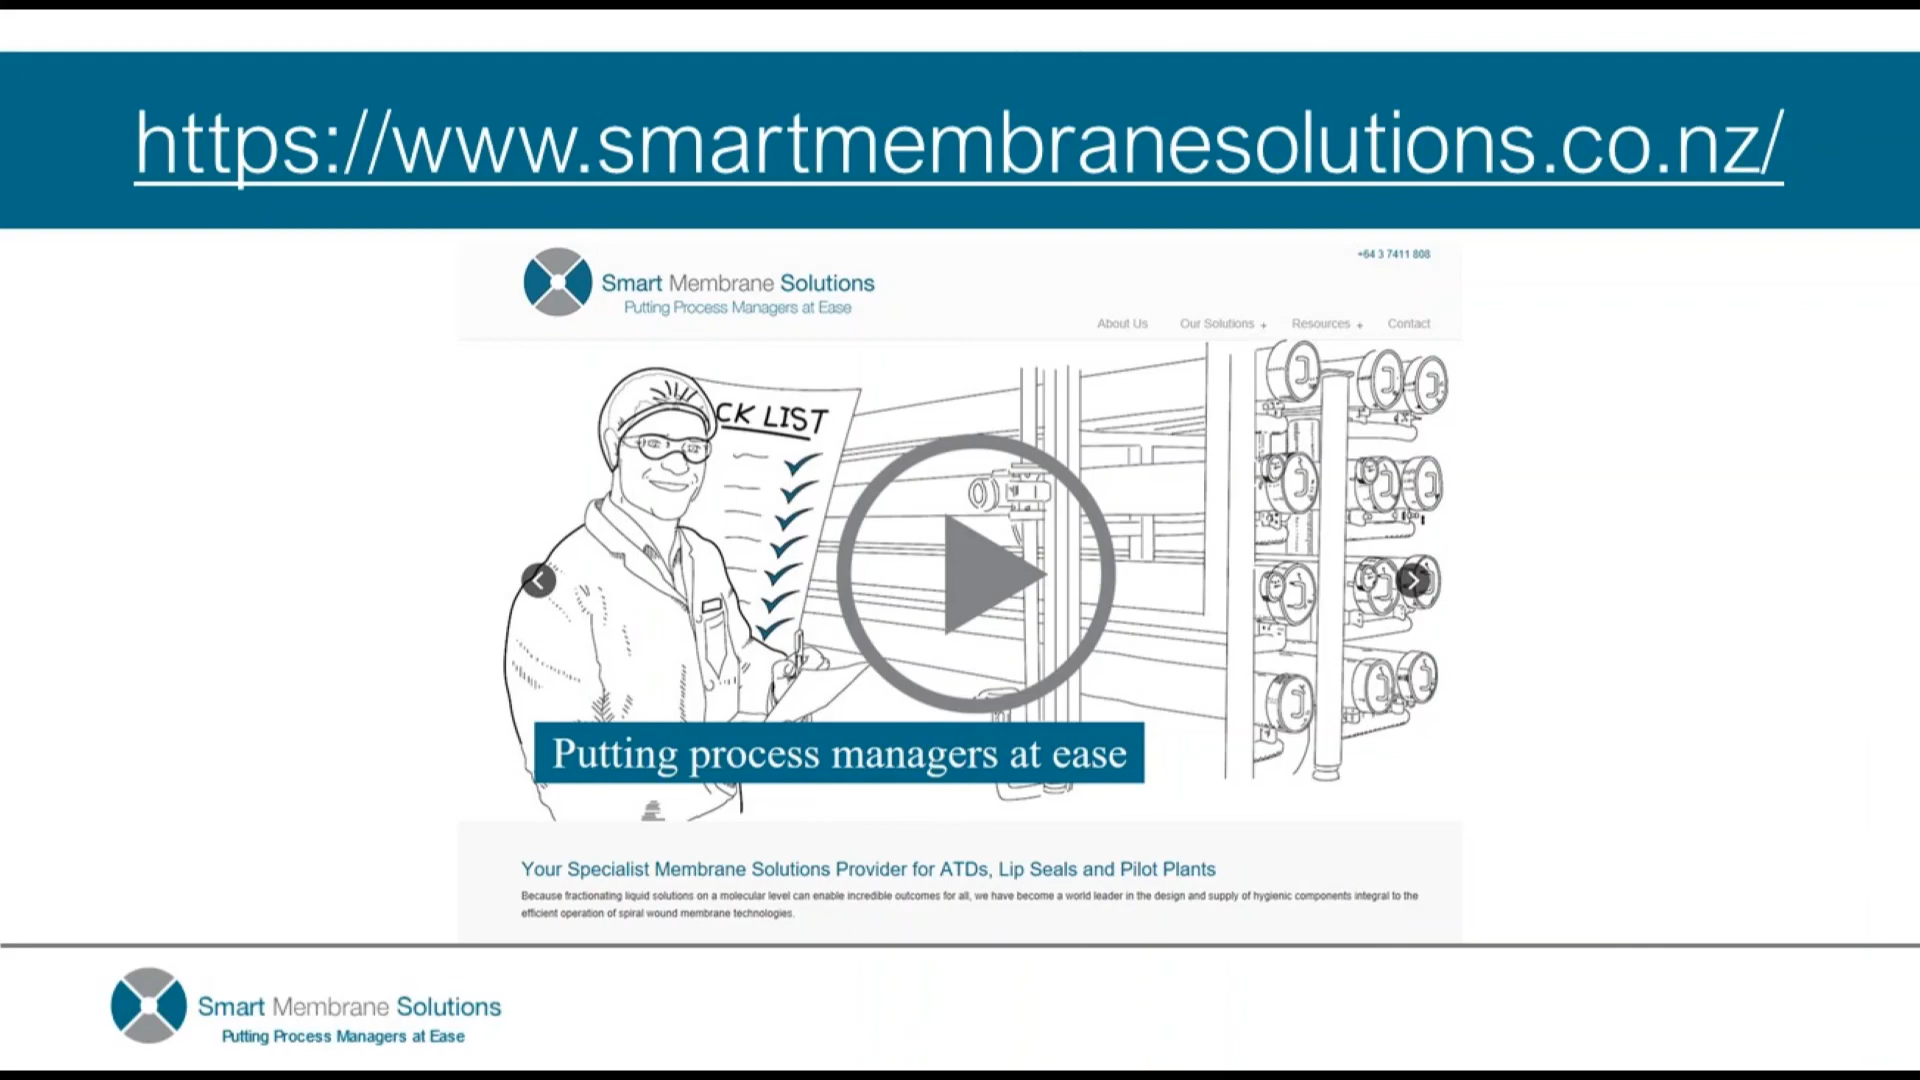 https://www.smartmembranesolutions.co.nz/
+64 3 7411 808
Smart Membrane Solutions
Putting Process Managers at Ease
About Us Our Solutions + Resources + Contact
CK LIST
Putting process managers at ease
Your Specialist Membrane Solutions Provider for ATDs, Lip Seals and Pilot Plants
Because fractionating liquid solutions on a molecular level can enable incredible outcomes for all, we have become a world leader in the design and supply of hygienic components integral to the
efficient operation of spiral wound membrane technologies.
Smart Membrane Solutions
Putting Process Managers at Ease